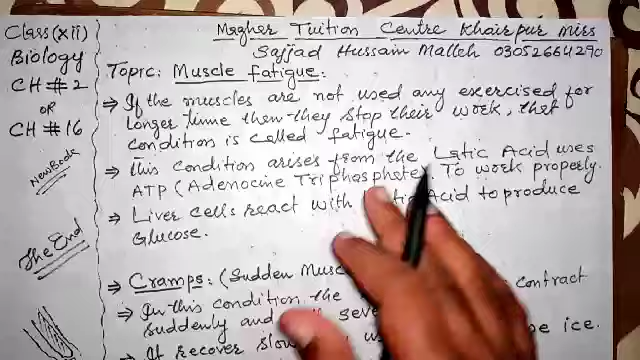 Class (xii)
Biology
CH # 2
OR
CH # 16
New Book
The End
Magher Tuition Centre Khairpur Mirs
Sajjad Hussain Malleh 03052664290
Topic: Muscle Fatigue:
⇒ If the muscles are not used any exercised for
longer time then they stop their work, that
condition is called fatigue.
⇒ This condition arises from the Latic Acid uses
ATP (Adenocine Triphosphate) To work properly.
⇒ Liver cells react with Acid to produce
Glucose.
⇒ Cramps: (Sudden
⇒ In this condition the contract
suddenly and
⇒ It recover ice.